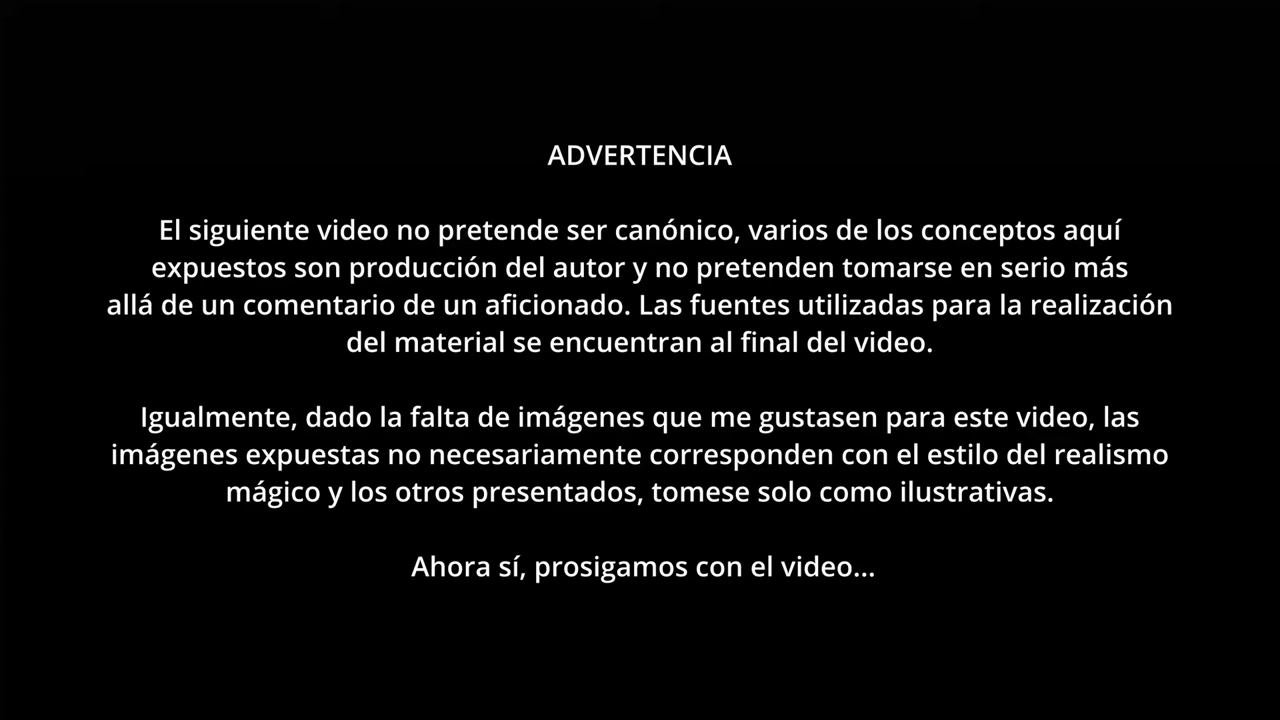 ADVERTENCIA
El siguiente video no pretende ser canónico, varios de los conceptos aquí
expuestos son producción del autor y no pretenden tomarse en serio más
allá de un comentario de un aficionado. Las fuentes utilizadas para la realización
del material se encuentran al final del video.
Igualmente, dado la falta de imágenes que me gustasen para este video, las
imágenes expuestas no necesariamente corresponden con el estilo del realismo
mágico y los otros presentados, tomese solo como ilustrativas.
Ahora sí, prosigamos con el video...